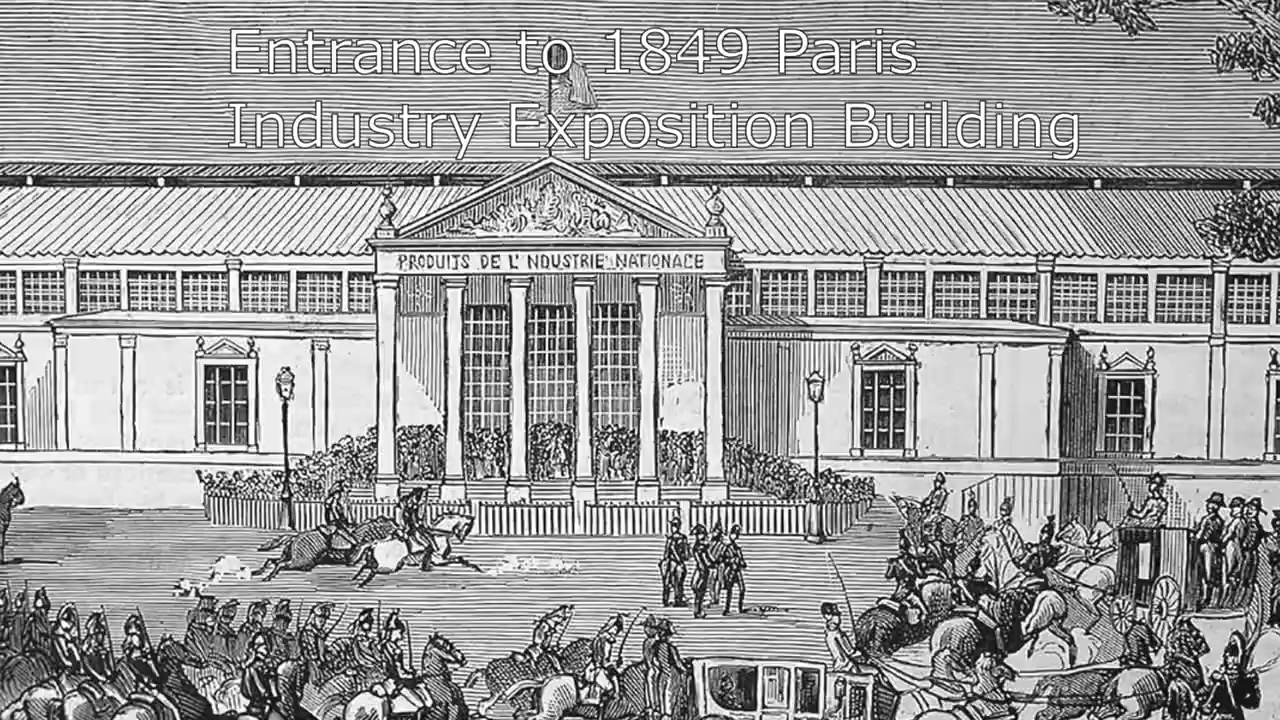 Entrance to 1849 Paris
Industry Exposition Building
PRODUITS DE L'NDUSTRIE NATIONALE